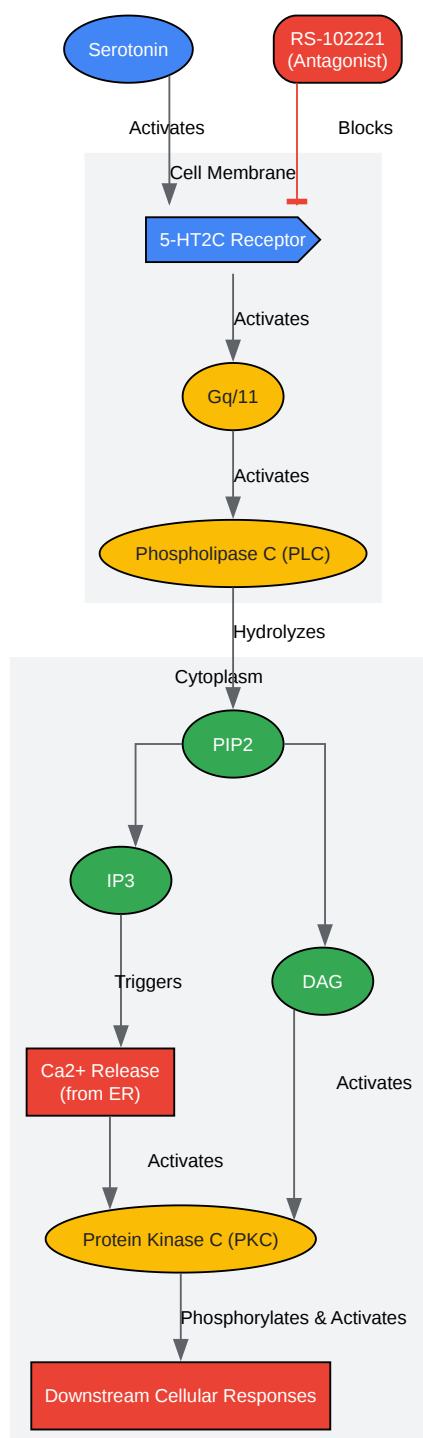 Serotonin
RS-102221
(Antagonist)
Activates
Blocks
Cell Membrane
5-HT2C Receptor
Activates
Gq/11
Activates
Phospholipase C (PLC)
Hydrolyzes
Cytoplasm
PIP2
IP3
Triggers
DAG
Ca2+ Release
(from ER)
Activates
Activates
Protein Kinase C (PKC)
Phosphorylates & Activates
Downstream Cellular Responses